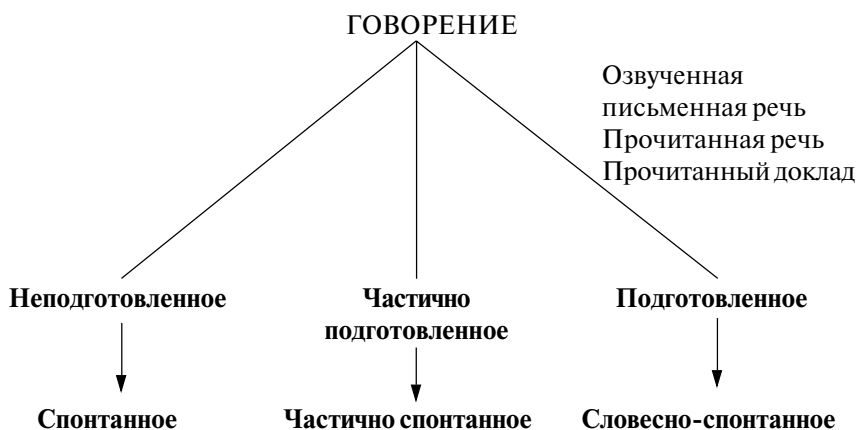 ГОВОРЕНИЕ
Озвученная
письменная речь
Прочитанная речь
Прочитанный доклад
Неподготовленное
Частично
подготовленное
Подготовленное
Спонтанное
Частично спонтанное
Словесно-спонтанное